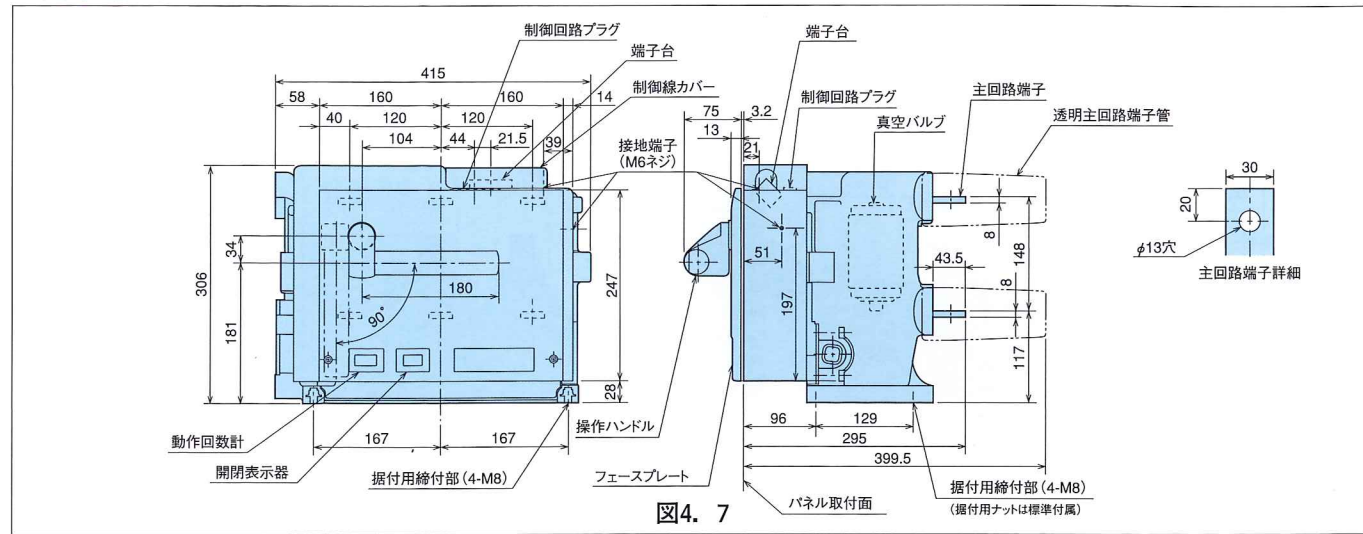 制御回路プラグ
端子台
制御線カバー
415
58
160
160
14
40
120
120
104
44
21.5
39
接地端子
(M6ネジ)
34
306
181
180
90°
247
28
167
167
動作回数計
開閉表示器
据付用締付部(4-M8)
端子台
制御回路プラグ
真空バルブ
主回路端子
透明主回路端子管
75
3.2
13
21
51
197
8
148
43.5
8
117
96
129
295
399.5
操作ハンドル
フェースプレート
パネル取付面
据付用締付部(4-M8)
(据付用ナットは標準付属)
30
20
φ13穴
主回路端子詳細
図4. 7